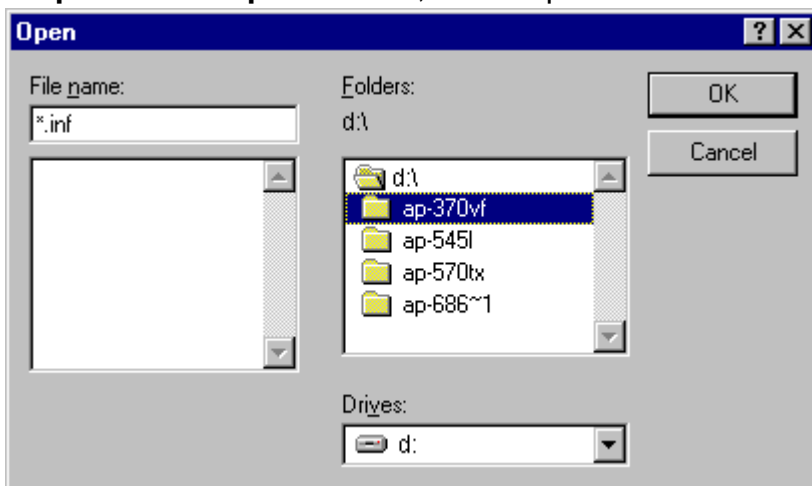 Open
File name:
*.inf
Folders:
d:\
OK
Cancel
d:\
ap-370vf
ap-545l
ap-570tx
ap-686~1
Drives:
d: